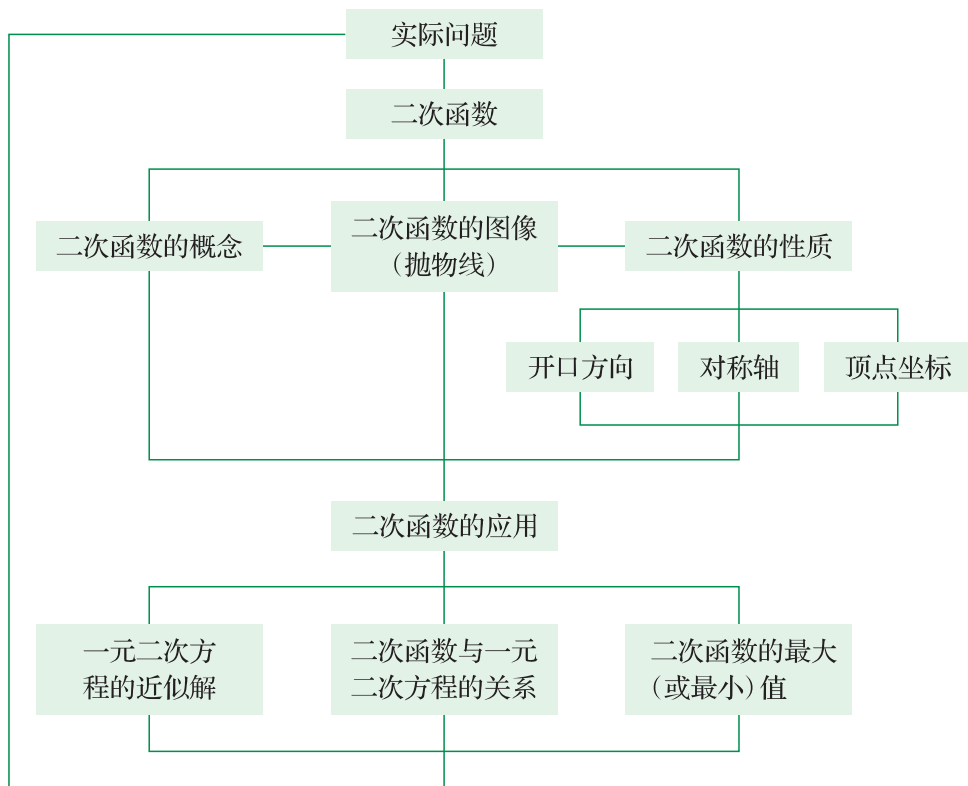 实际问题
二次函数
二次函数的概念
二次函数的图像
（抛物线）
二次函数的性质
开口方向
对称轴
顶点坐标
二次函数的应用
一元二次方
程的近似解
二次函数与一元
二次方程的关系
二次函数的最大
（或最小）值